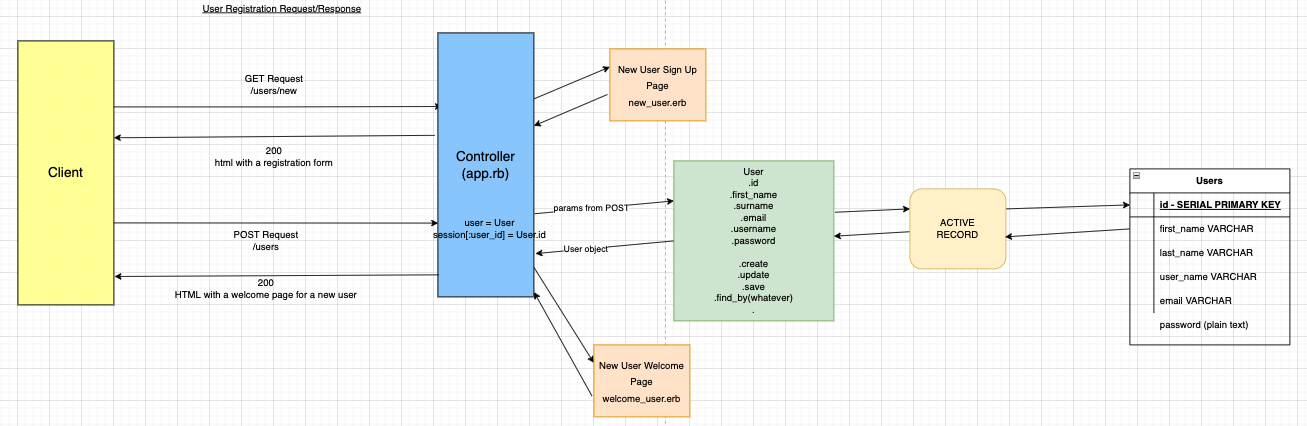 User Registration Request/Response
Client
GET Request
/users/new
200
html with a registration form
POST Request
/users
200
HTML with a welcome page for a new user
Controller
(app.rb)
user = User
session[:user_id] = User.id
New User Sign Up
Page
new_user.erb
params from POST
User object
New User Welcome
Page
welcome_user.erb
User
.id
.first_name
.surname
.email
.username
.password
.create
.update
.save
.find_by(whatever)
.
ACTIVE
RECORD
Users
id - SERIAL PRIMARY KEY
first_name VARCHAR
last_name VARCHAR
user_name VARCHAR
email VARCHAR
password (plain text)